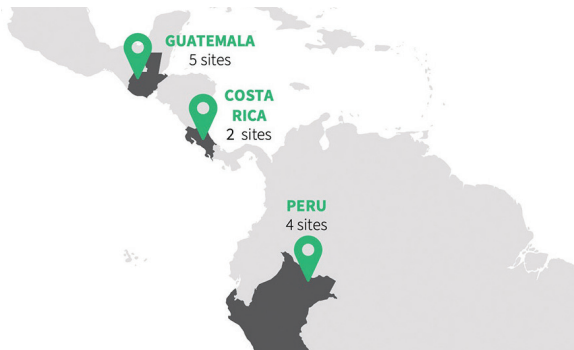 GUATEMALA
5 sites
COSTA
RICA
2 sites
PERU
4 sites